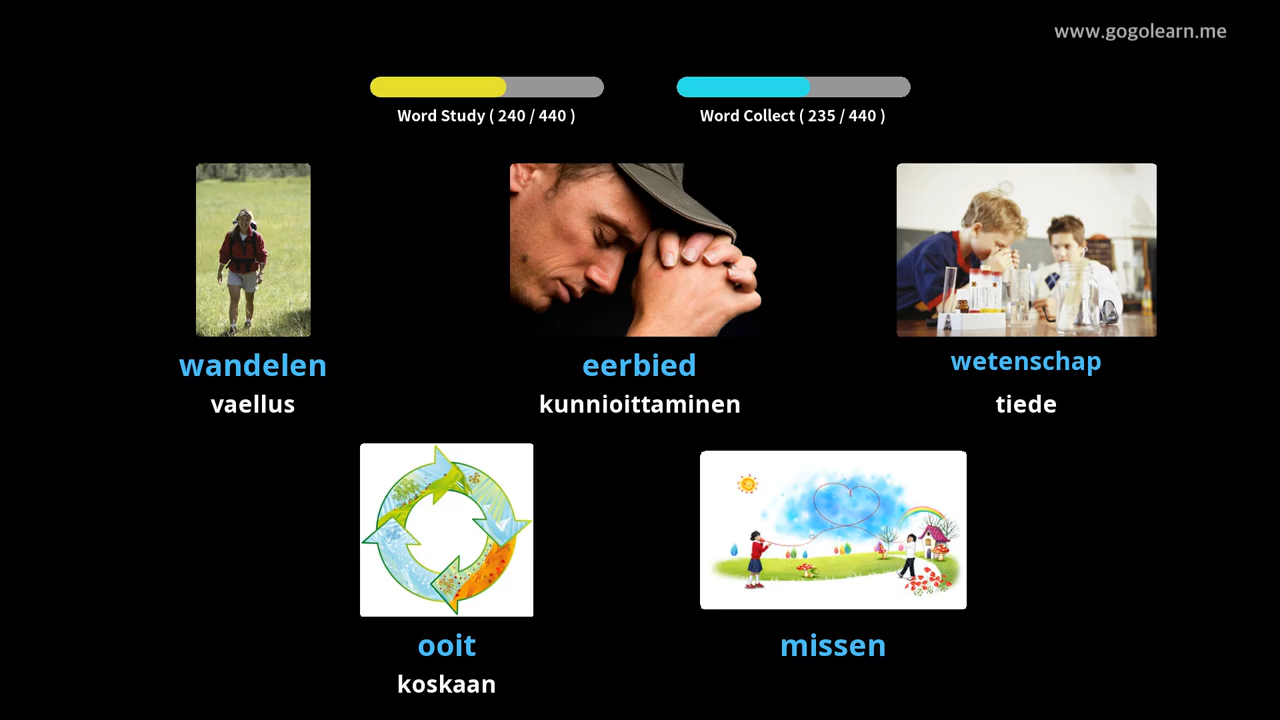 www.gogolearn.me
Word Study ( 240 / 440 )
Word Collect ( 235 / 440 )
wandelen
vaellus
eerbied
kunnioittaminen
wetenschap
tiede
ooit
koskaan
missen